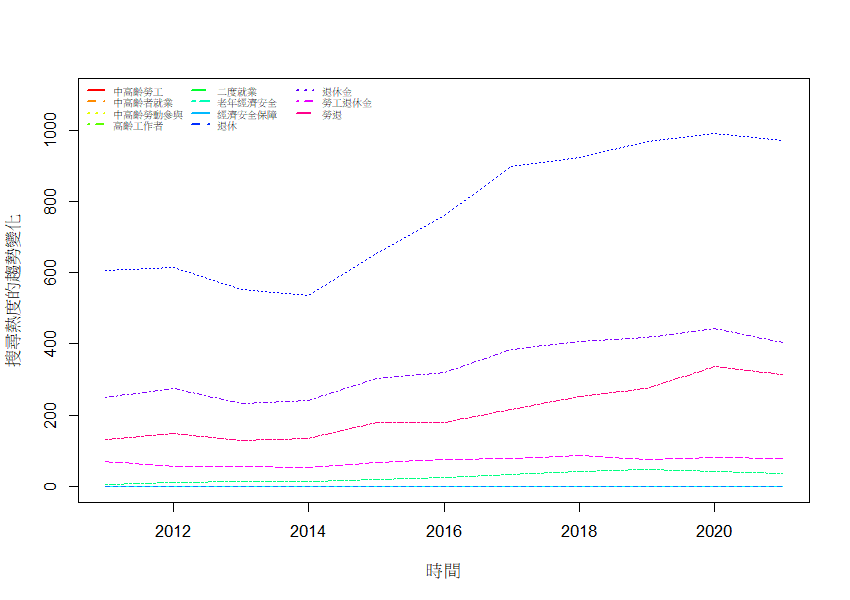 中高齡勞工
中高齡者就業
中高齡勞動參與
高齡工作者
二度就業
老年經濟安全
經濟安全保障
退休
退休金
勞工退休金
勞退
搜尋熱度的趨勢變化
1000
800
600
400
200
0
2012 2014 2016 2018 2020
時間